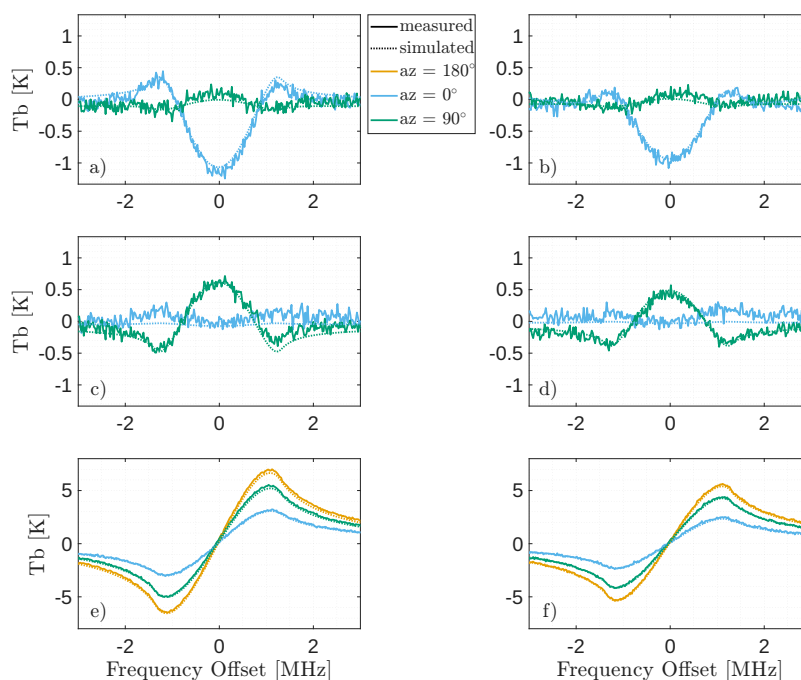 1
0.5
0
-0.5
-1
Tb [K]
a)
-2
0
2
measured
simulated
az = 180°
az = 0°
az = 90°
1
0.5
0
-0.5
-1
b)
-2
0
2
1
0.5
0
-0.5
-1
Tb [K]
c)
-2
0
2
1
0.5
0
-0.5
-1
d)
-2
0
2
5
0
-5
Tb [K]
e)
-2
0
2
Frequency Offset [MHz]
5
0
-5
f)
-2
0
2
Frequency Offset [MHz]